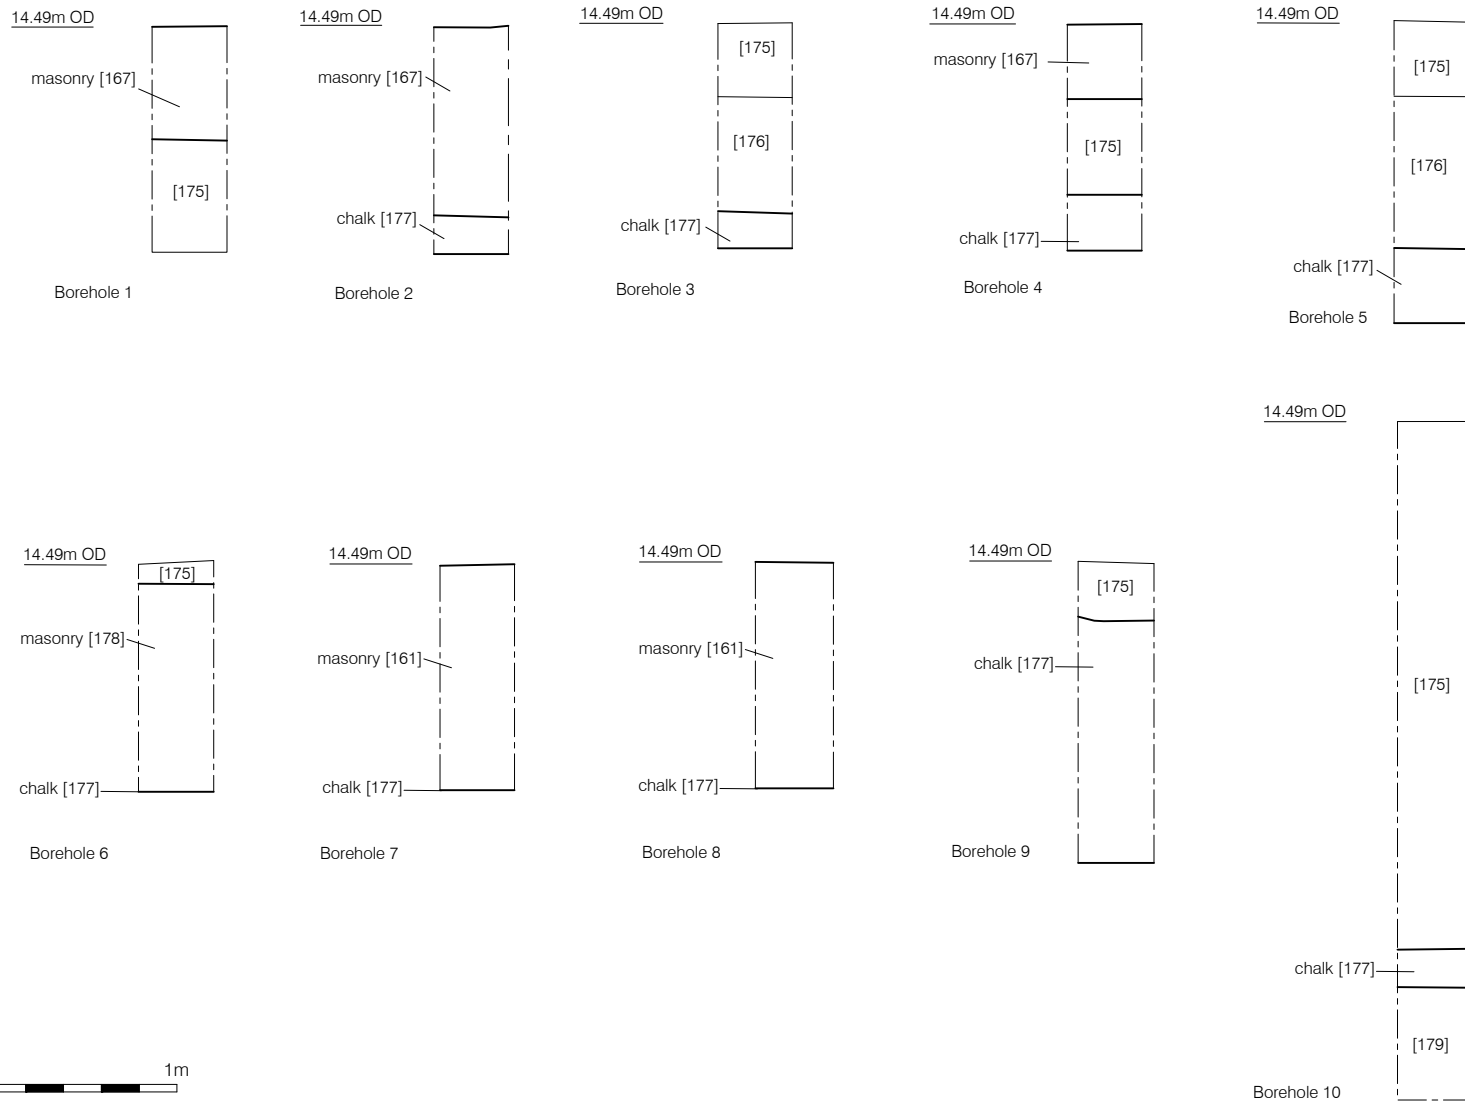 14.49m OD
masonry [167]
[175]
Borehole 1
14.49m OD
masonry [167]
chalk [177]
Borehole 2
14.49m OD
[175]
[176]
chalk [177]
Borehole 3
14.49m OD
masonry [167]
[175]
chalk [177]
Borehole 4
14.49m OD
[175]
[176]
chalk [177]
Borehole 5
14.49m OD
[175]
masonry [178]
chalk [177]
Borehole 6
14.49m OD
masonry [161]
chalk [177]
Borehole 7
14.49m OD
masonry [161]
chalk [177]
Borehole 8
14.49m OD
[175]
chalk [177]
Borehole 9
14.49m OD
[175]
chalk [177]
[179]
Borehole 10
1m